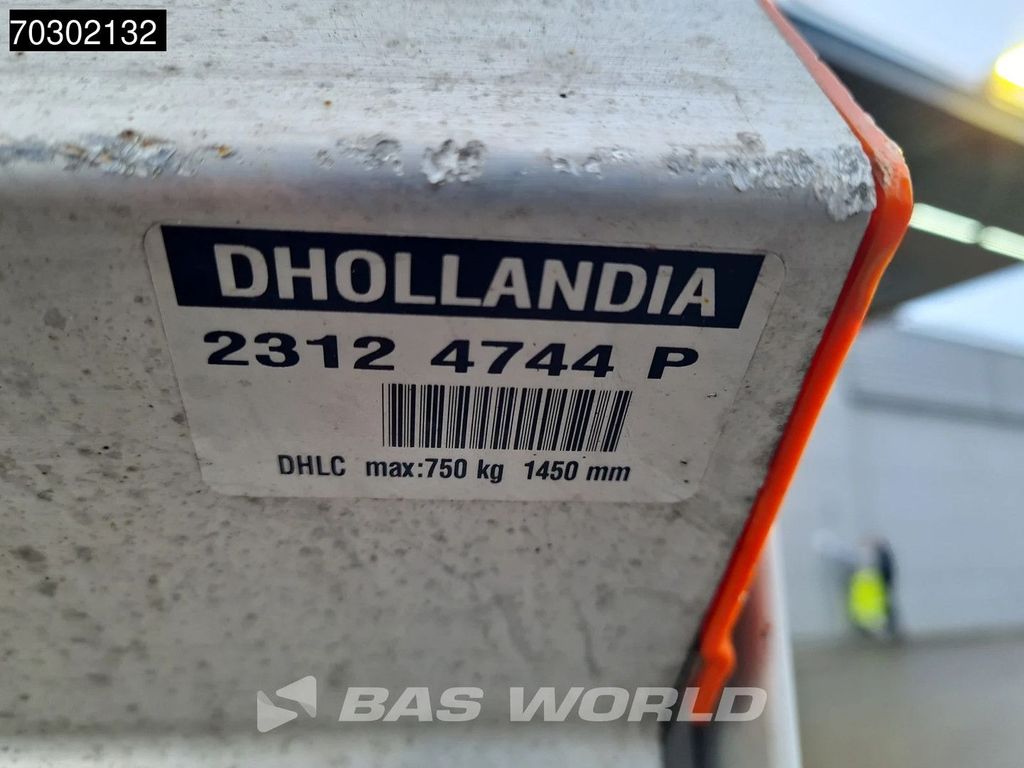 70302132
DHOLLANDIA
2312 4744 P
DHLC max:750 kg 1450 mm
BAS WORLD